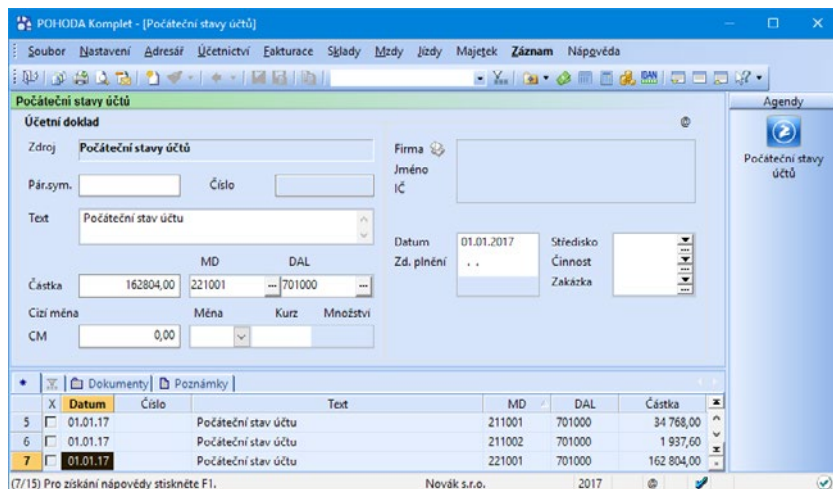 POHODA Komplet - [Počáteční stavy účtů]
Soubor Nastavení Adresář Účetnictví Fakturace Sklady Mzdy Jízdy Majetek Záznam Nápověda
Počáteční stavy účtů
Agendy
Účetní doklad
@
Zdroj Počáteční stavy účtů
Firma
Počáteční stavy
účtů
Jméno
Pár.sym.
Číslo
IČ
Text Počáteční stav účtu
Datum 01.01.2017 Středisko
MD DAL
Zd. plnění . . Činnost
Částka 162804,00 221001 ... 701000 ...
Zakázka
Cizí měna Měna Kurz Množství
CM 0,00
* Dokumenty Poznámky
X Datum Číslo Text MD DAL Částka
5 01.01.17 Počáteční stav účtu 211001 701000 34 768,00
6 01.01.17 Počáteční stav účtu 211002 701000 1 937,60
7 01.01.17 Počáteční stav účtu 221001 701000 162 804,00
(7/15) Pro získání nápovědy stiskněte F1. Novák s.r.o. 2017 @